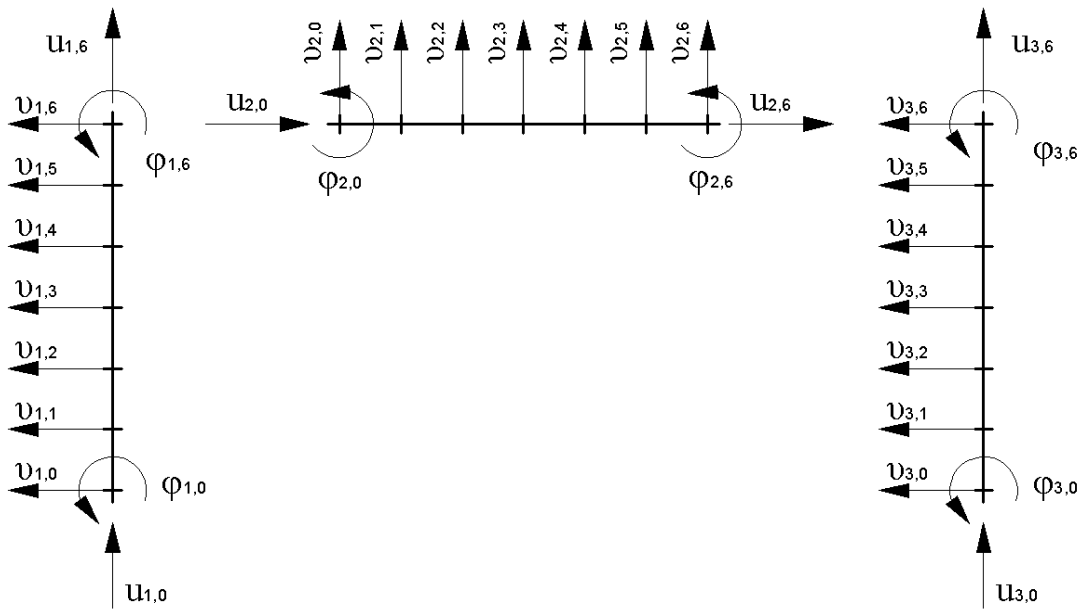 u1,6
υ1,6
φ1,6
υ1,5
υ1,4
υ1,3
υ1,2
υ1,1
υ1,0
φ1,0
u1,0
u2,0
υ2,0
υ2,1
υ2,2
υ2,3
υ2,4
υ2,5
υ2,6
u2,6
φ2,0
φ2,6
u3,6
υ3,6
φ3,6
υ3,5
υ3,4
υ3,3
υ3,2
υ3,1
υ3,0
φ3,0
u3,0